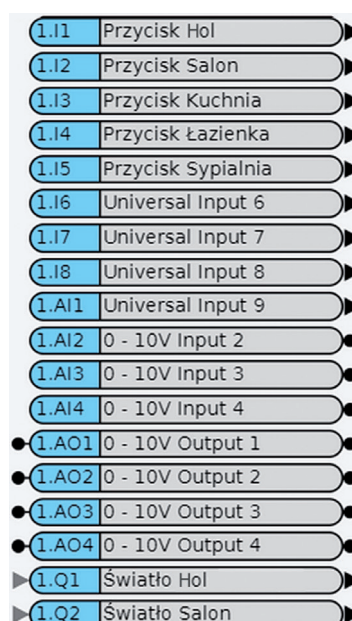 1.I1 Przycisk Hol
1.I2 Przycisk Salon
1.I3 Przycisk Kuchnia
1.I4 Przycisk Łazienka
1.I5 Przycisk Sypialnia
1.I6 Universal Input 6
1.I7 Universal Input 7
1.I8 Universal Input 8
1.AI1 Universal Input 9
1.AI2 0 - 10V Input 2
1.AI3 0 - 10V Input 3
1.AI4 0 - 10V Input 4
1.AO1 0 - 10V Output 1
1.AO2 0 - 10V Output 2
1.AO3 0 - 10V Output 3
1.AO4 0 - 10V Output 4
1.Q1 Światło Hol
1.Q2 Światło Salon